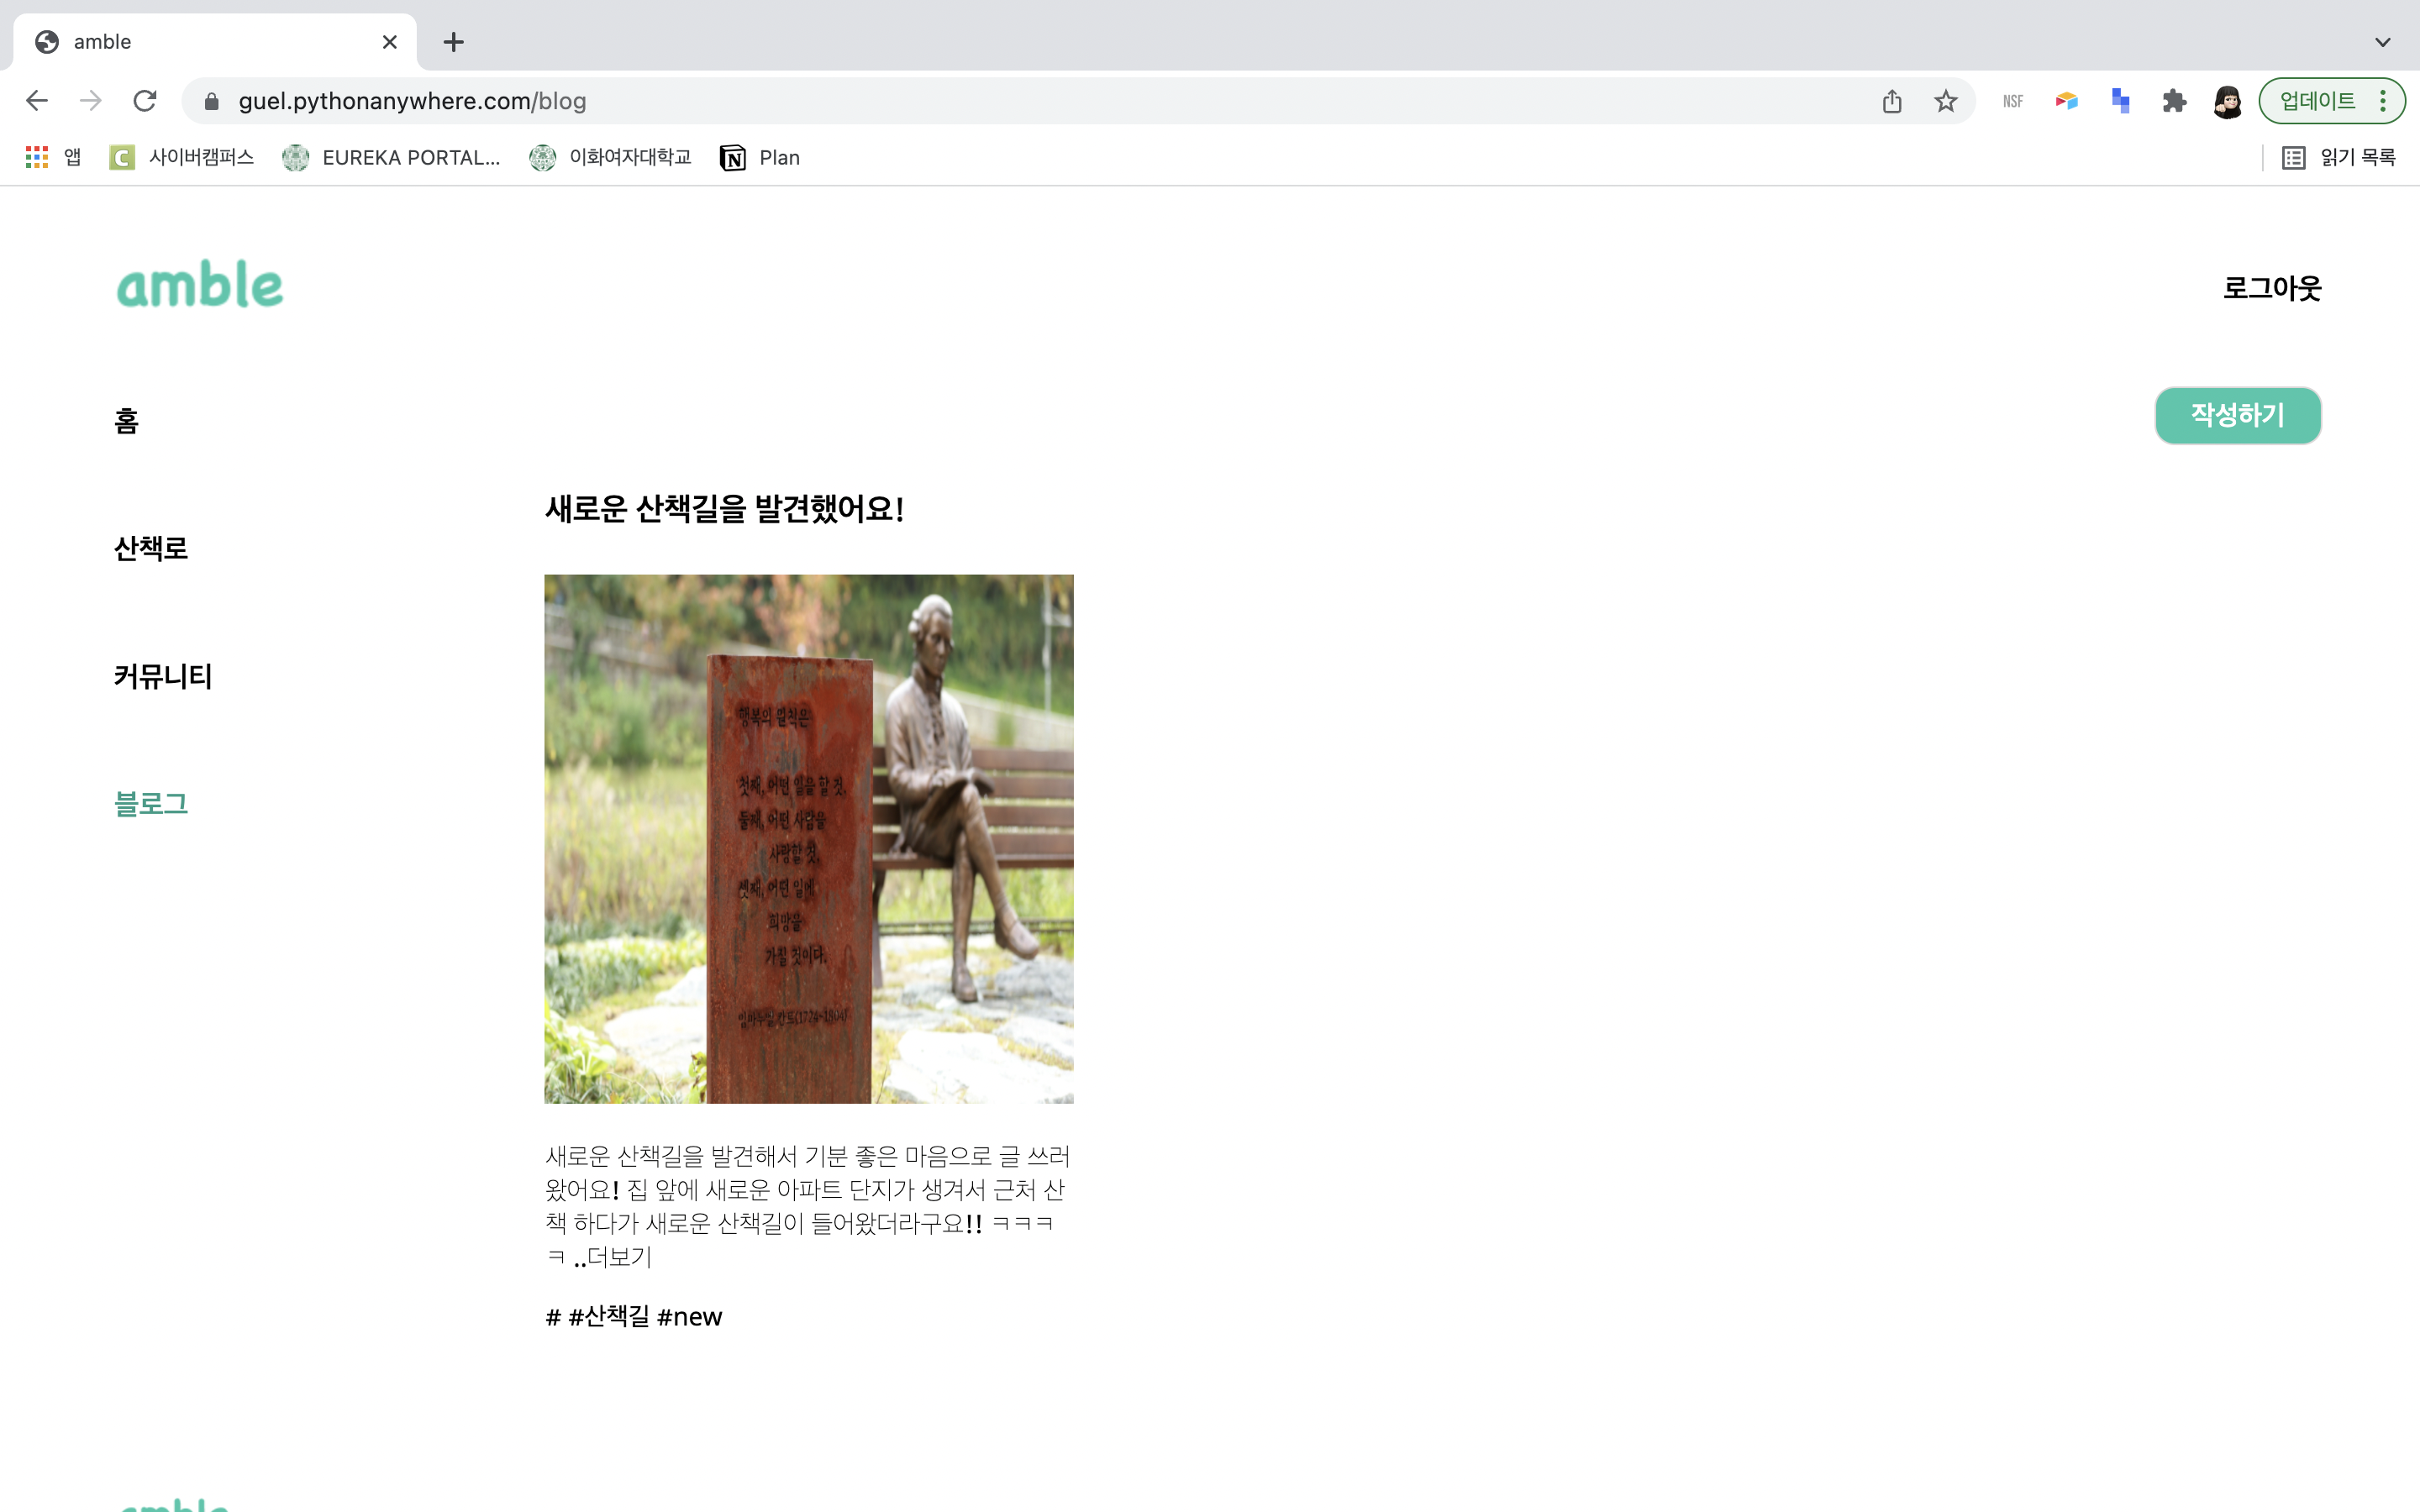 amble
guel.pythonanywhere.com/blog
NSF
업데이트
앱
C 사이버캠퍼스
EUREKA PORTAL...
이화여자대학교
N Plan
읽기 목록
amble
로그아웃
홈
작성하기
산책로
커뮤니티
블로그
새로운 산책길을 발견했어요!
행복의 원칙은
첫째, 어떤 일을 할 것,
둘째, 어떤 사람을
사랑할 것,
셋째, 어떤 일에
희망을
가질 것이다.
임마누엘 칸트(1724~1804)
새로운 산책길을 발견해서 기분 좋은 마음으로 글 쓰러
왔어요! 집 앞에 새로운 아파트 단지가 생겨서 근처 산
책 하다가 새로운 산책길이 들어왔더라구요!! ㅋㅋㅋ
ㅋ ..더보기
# #산책길 #new
amble